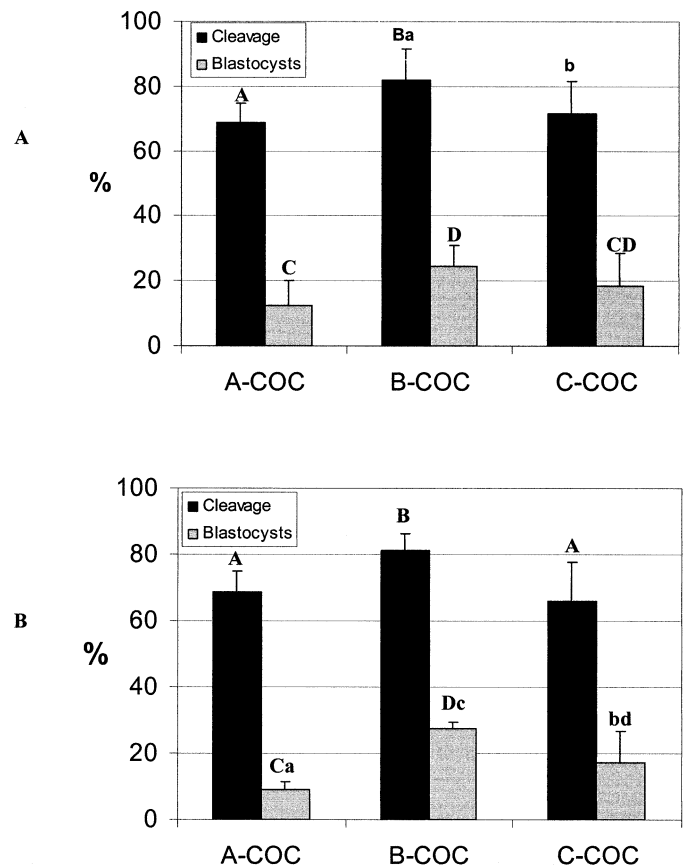 100
Cleavage
Blastocysts
Ba
b
80
A
A
60
%
40
D
CD
C
20
0
A-COC B-COC C-COC
100
Cleavage
Blastocysts
B
A
A
80
B
60
%
40
Dc
bd
Ca
20
0
A-COC B-COC C-COC